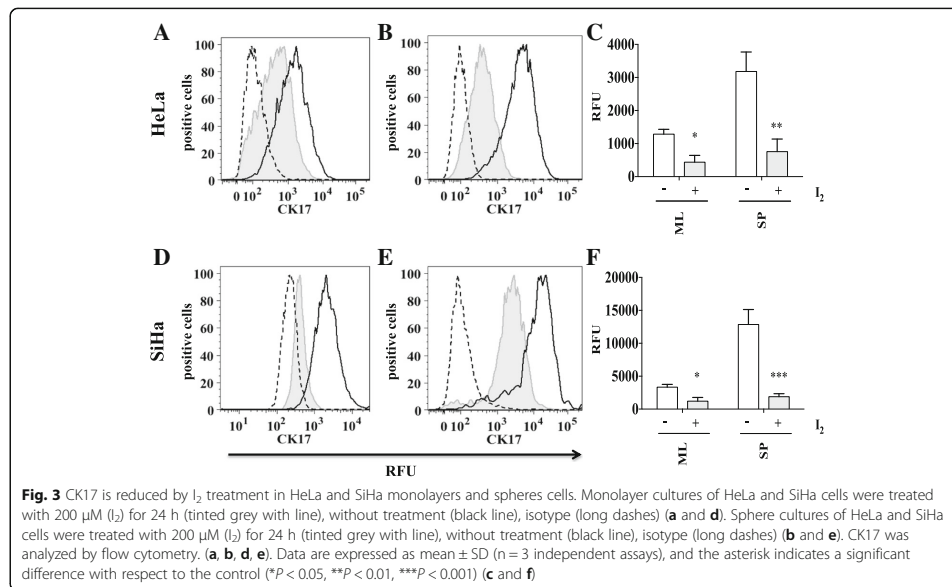 A B C
HeLa
positive cells
100
80
60
40
20
0
0 10² 10³ 10⁴ 10⁵
CK17
positive cells
100
80
60
40
20
0
0 10² 10³ 10⁴ 10⁵
CK17
RFU
4000
3000
2000
1000
0
* **
- + - + I₂
ML SP
D E F
SiHa
positive cells
100
80
60
40
20
0
10¹ 10² 10³ 10⁴
CK17
positive cells
100
80
60
40
20
0
0 10² 10³ 10⁴ 10⁵
CK17
RFU
20000
15000
10000
5000
0
* ***
- + - + I₂
ML SP
RFU
Fig. 3 CK17 is reduced by I₂ treatment in HeLa and SiHa monolayers and spheres cells. Monolayer cultures of HeLa and SiHa cells were treated
with 200 μM (I₂) for 24 h (tinted grey with line), without treatment (black line), isotype (long dashes) (a and d). Sphere cultures of HeLa and SiHa
cells were treated with 200 μM (I₂) for 24 h (tinted grey with line), without treatment (black line), isotype (long dashes) (b and e). CK17 was
analyzed by flow cytometry. (a, b, d, e). Data are expressed as mean ± SD (n = 3 independent assays), and the asterisk indicates a significant
difference with respect to the control (*P < 0.05, **P < 0.01, ***P < 0.001) (c and f)